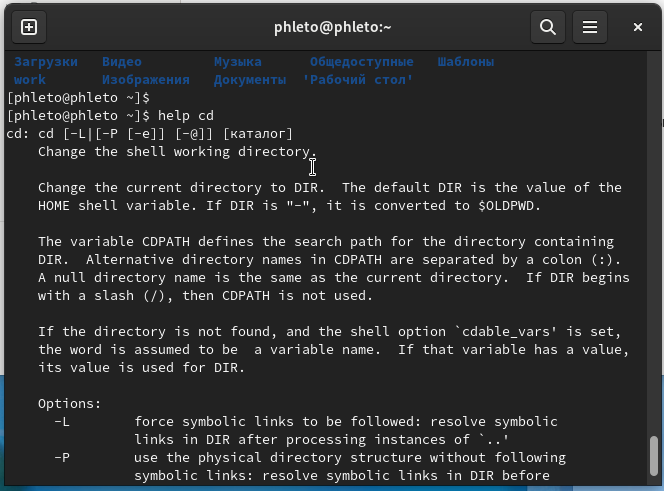 phleto@phleto:~
Загрузки Видео Музыка Общедоступные Шаблоны
work Изображения Документы 'Рабочий стол'
[phleto@phleto ~]$
[phleto@phleto ~]$ help cd
cd: cd [-L|[-P [-e]] [-@]] [каталог]
Change the shell working directory.
Change the current directory to DIR.  The default DIR is the value of the
HOME shell variable. If DIR is "-", it is converted to $OLDPWD.
The variable CDPATH defines the search path for the directory containing
DIR.  Alternative directory names in CDPATH are separated by a colon (:).
A null directory name is the same as the current directory.  If DIR begins
with a slash (/), then CDPATH is not used.
If the directory is not found, and the shell option `cdable_vars' is set,
the word is assumed to be  a variable name.  If that variable has a value,
its value is used for DIR.
Options:
-L force symbolic links to be followed: resolve symbolic
links in DIR after processing instances of `..'
-P use the physical directory structure without following
symbolic links: resolve symbolic links in DIR before